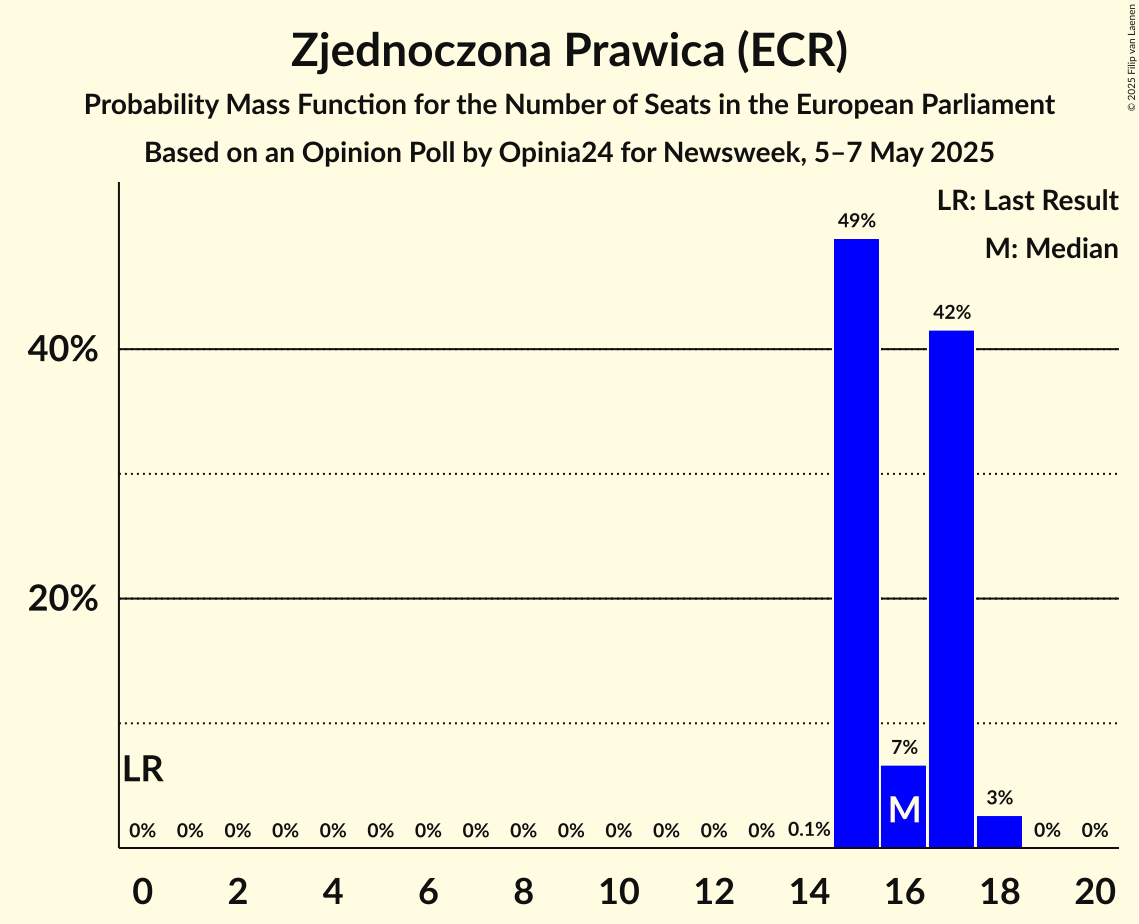 Zjednoczona Prawica (ECR)
Probability Mass Function for the Number of Seats in the European Parliament
Based on an Opinion Poll by Opinia24 for Newsweek, 5–7 May 2025
© 2025 Filip van Laenen
LR: Last Result
M: Median
49%
42%
40%
20%
7%
3%
LR
M
0% 0% 0% 0% 0% 0% 0% 0% 0% 0% 0% 0% 0% 0% 0.1% 0% 0%
0 2 4 6 8 10 12 14 16 18 20